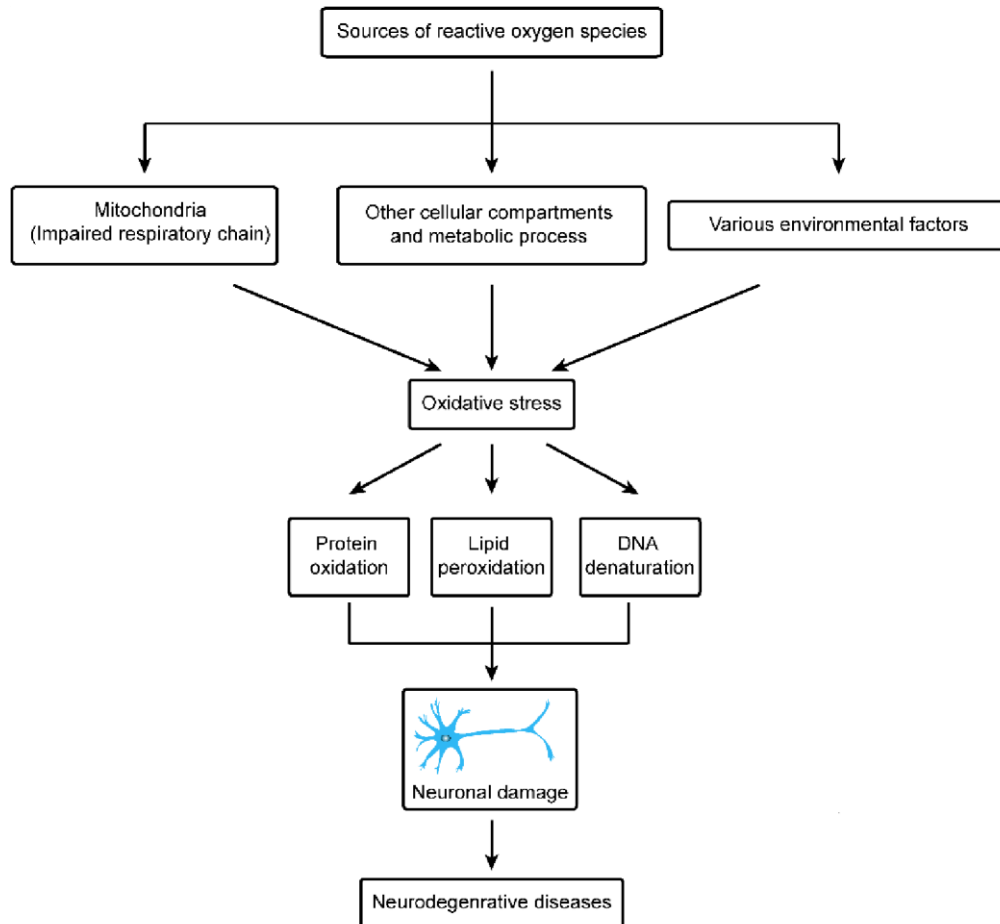 Sources of reactive oxygen species
Mitochondria
(Impaired respiratory chain)
Other cellular compartments
and metabolic process
Various environmental factors
Oxidative stress
Protein
oxidation
Lipid
peroxidation
DNA
denaturation
Neuronal damage
Neurodegenrative diseases